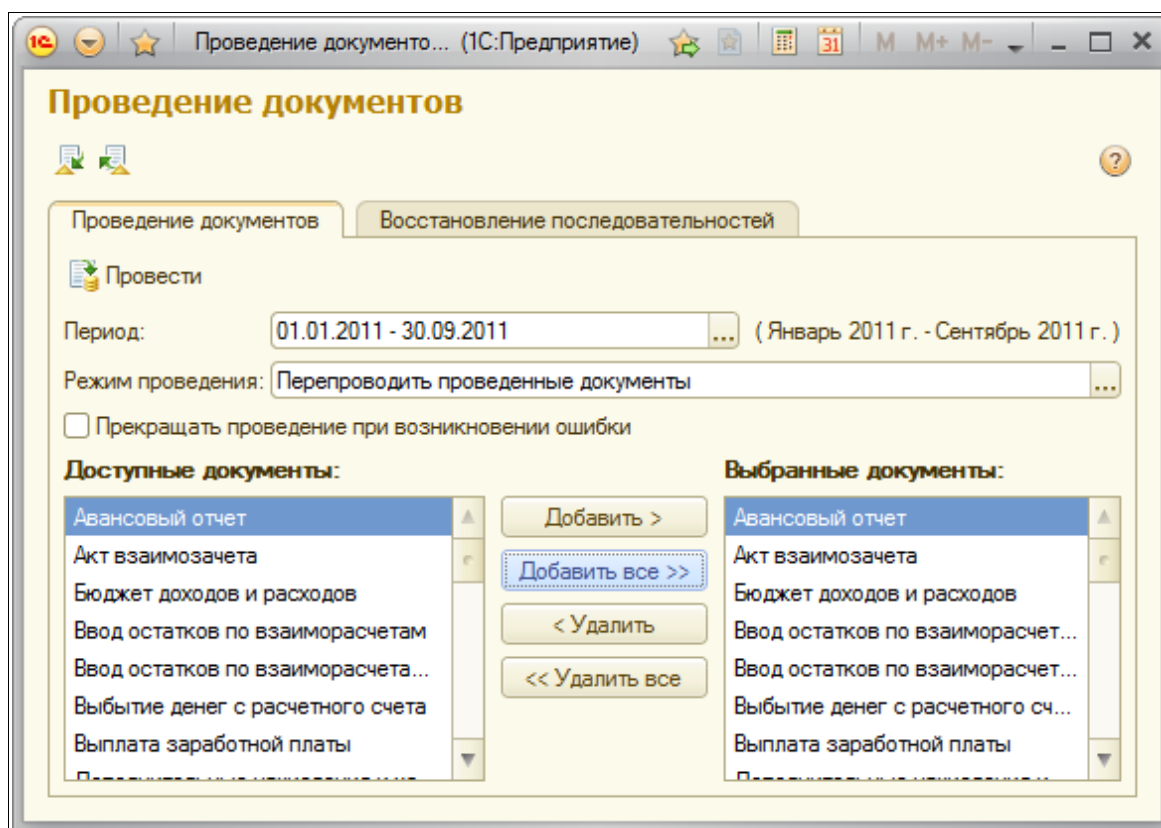 1С Проведение документо... (1С:Предприятие) 31 M M+ M-
Проведение документов
?
Проведение документов Восстановление последовательностей
Провести
Период: 01.01.2011 - 30.09.2011 ... ( Январь 2011 г. - Сентябрь 2011 г. )
Режим проведения: Перепроводить проведенные документы ...
Прекращать проведение при возникновении ошибки
Доступные документы: Выбранные документы:
Авансовый отчет Добавить > Авансовый отчет
Акт взаимозачета Добавить все >> Акт взаимозачета
Бюджет доходов и расходов Бюджет доходов и расходов
Ввод остатков по взаиморасчетам < Удалить Ввод остатков по взаиморасчет...
Ввод остатков по взаиморасчета... << Удалить все Ввод остатков по взаиморасчет...
Выбытие денег с расчетного счета Выбытие денег с расчетного сч...
Выплата заработной платы Выплата заработной платы